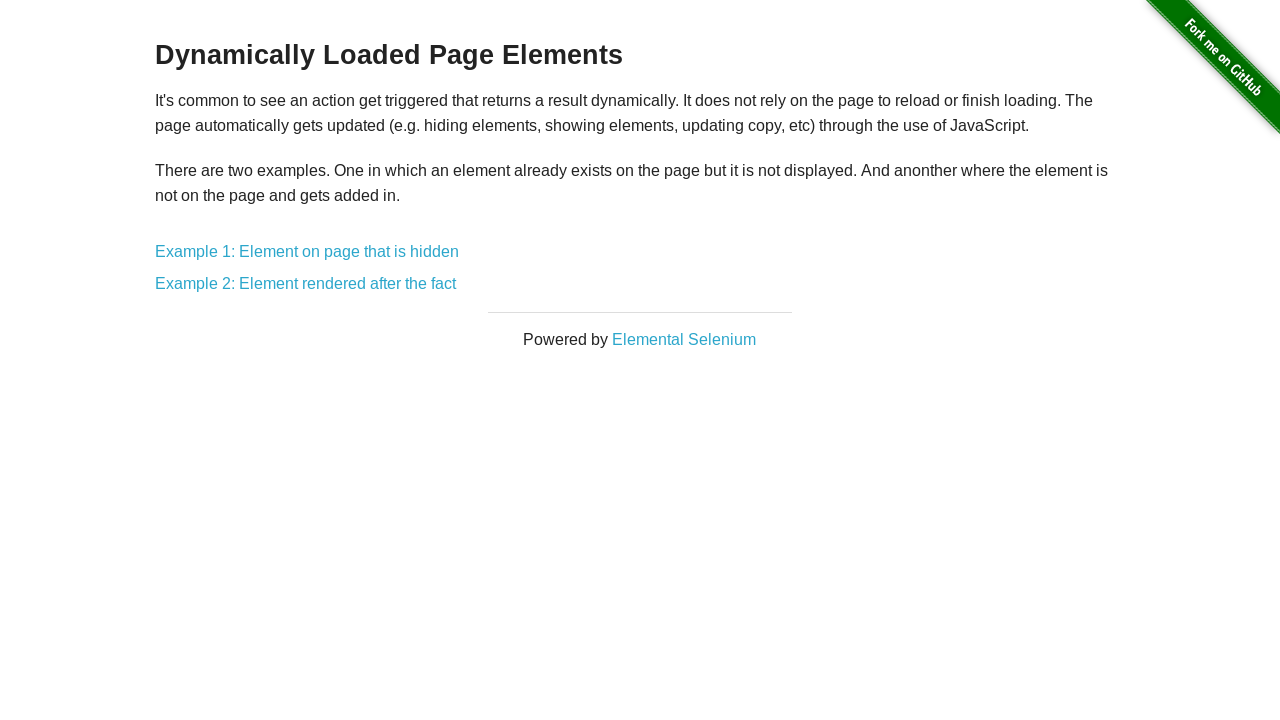 Fork me on GitHub
Dynamically Loaded Page Elements
It's common to see an action get triggered that returns a result dynamically. It does not rely on the page to reload or finish loading. The
page automatically gets updated (e.g. hiding elements, showing elements, updating copy, etc) through the use of JavaScript.
There are two examples. One in which an element already exists on the page but it is not displayed. And anonther where the element is
not on the page and gets added in.
Example 1: Element on page that is hidden
Example 2: Element rendered after the fact
Powered by Elemental Selenium